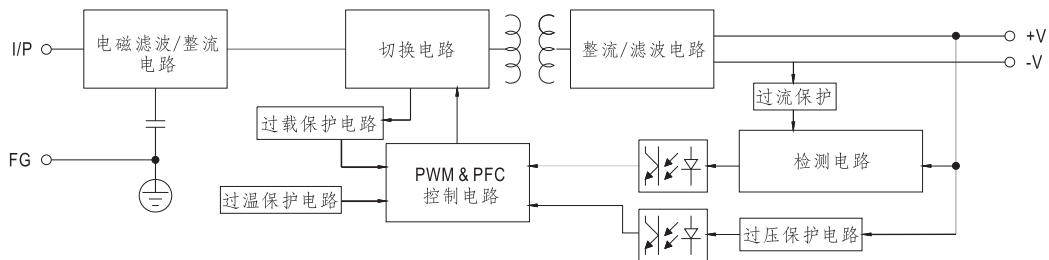 I/P
电磁滤波/整流
电路
切换电路
整流/滤波电路
+V
-V
过流保护
过载保护电路
FG
PWM & PFC
控制电路
检测电路
过温保护电路
过压保护电路